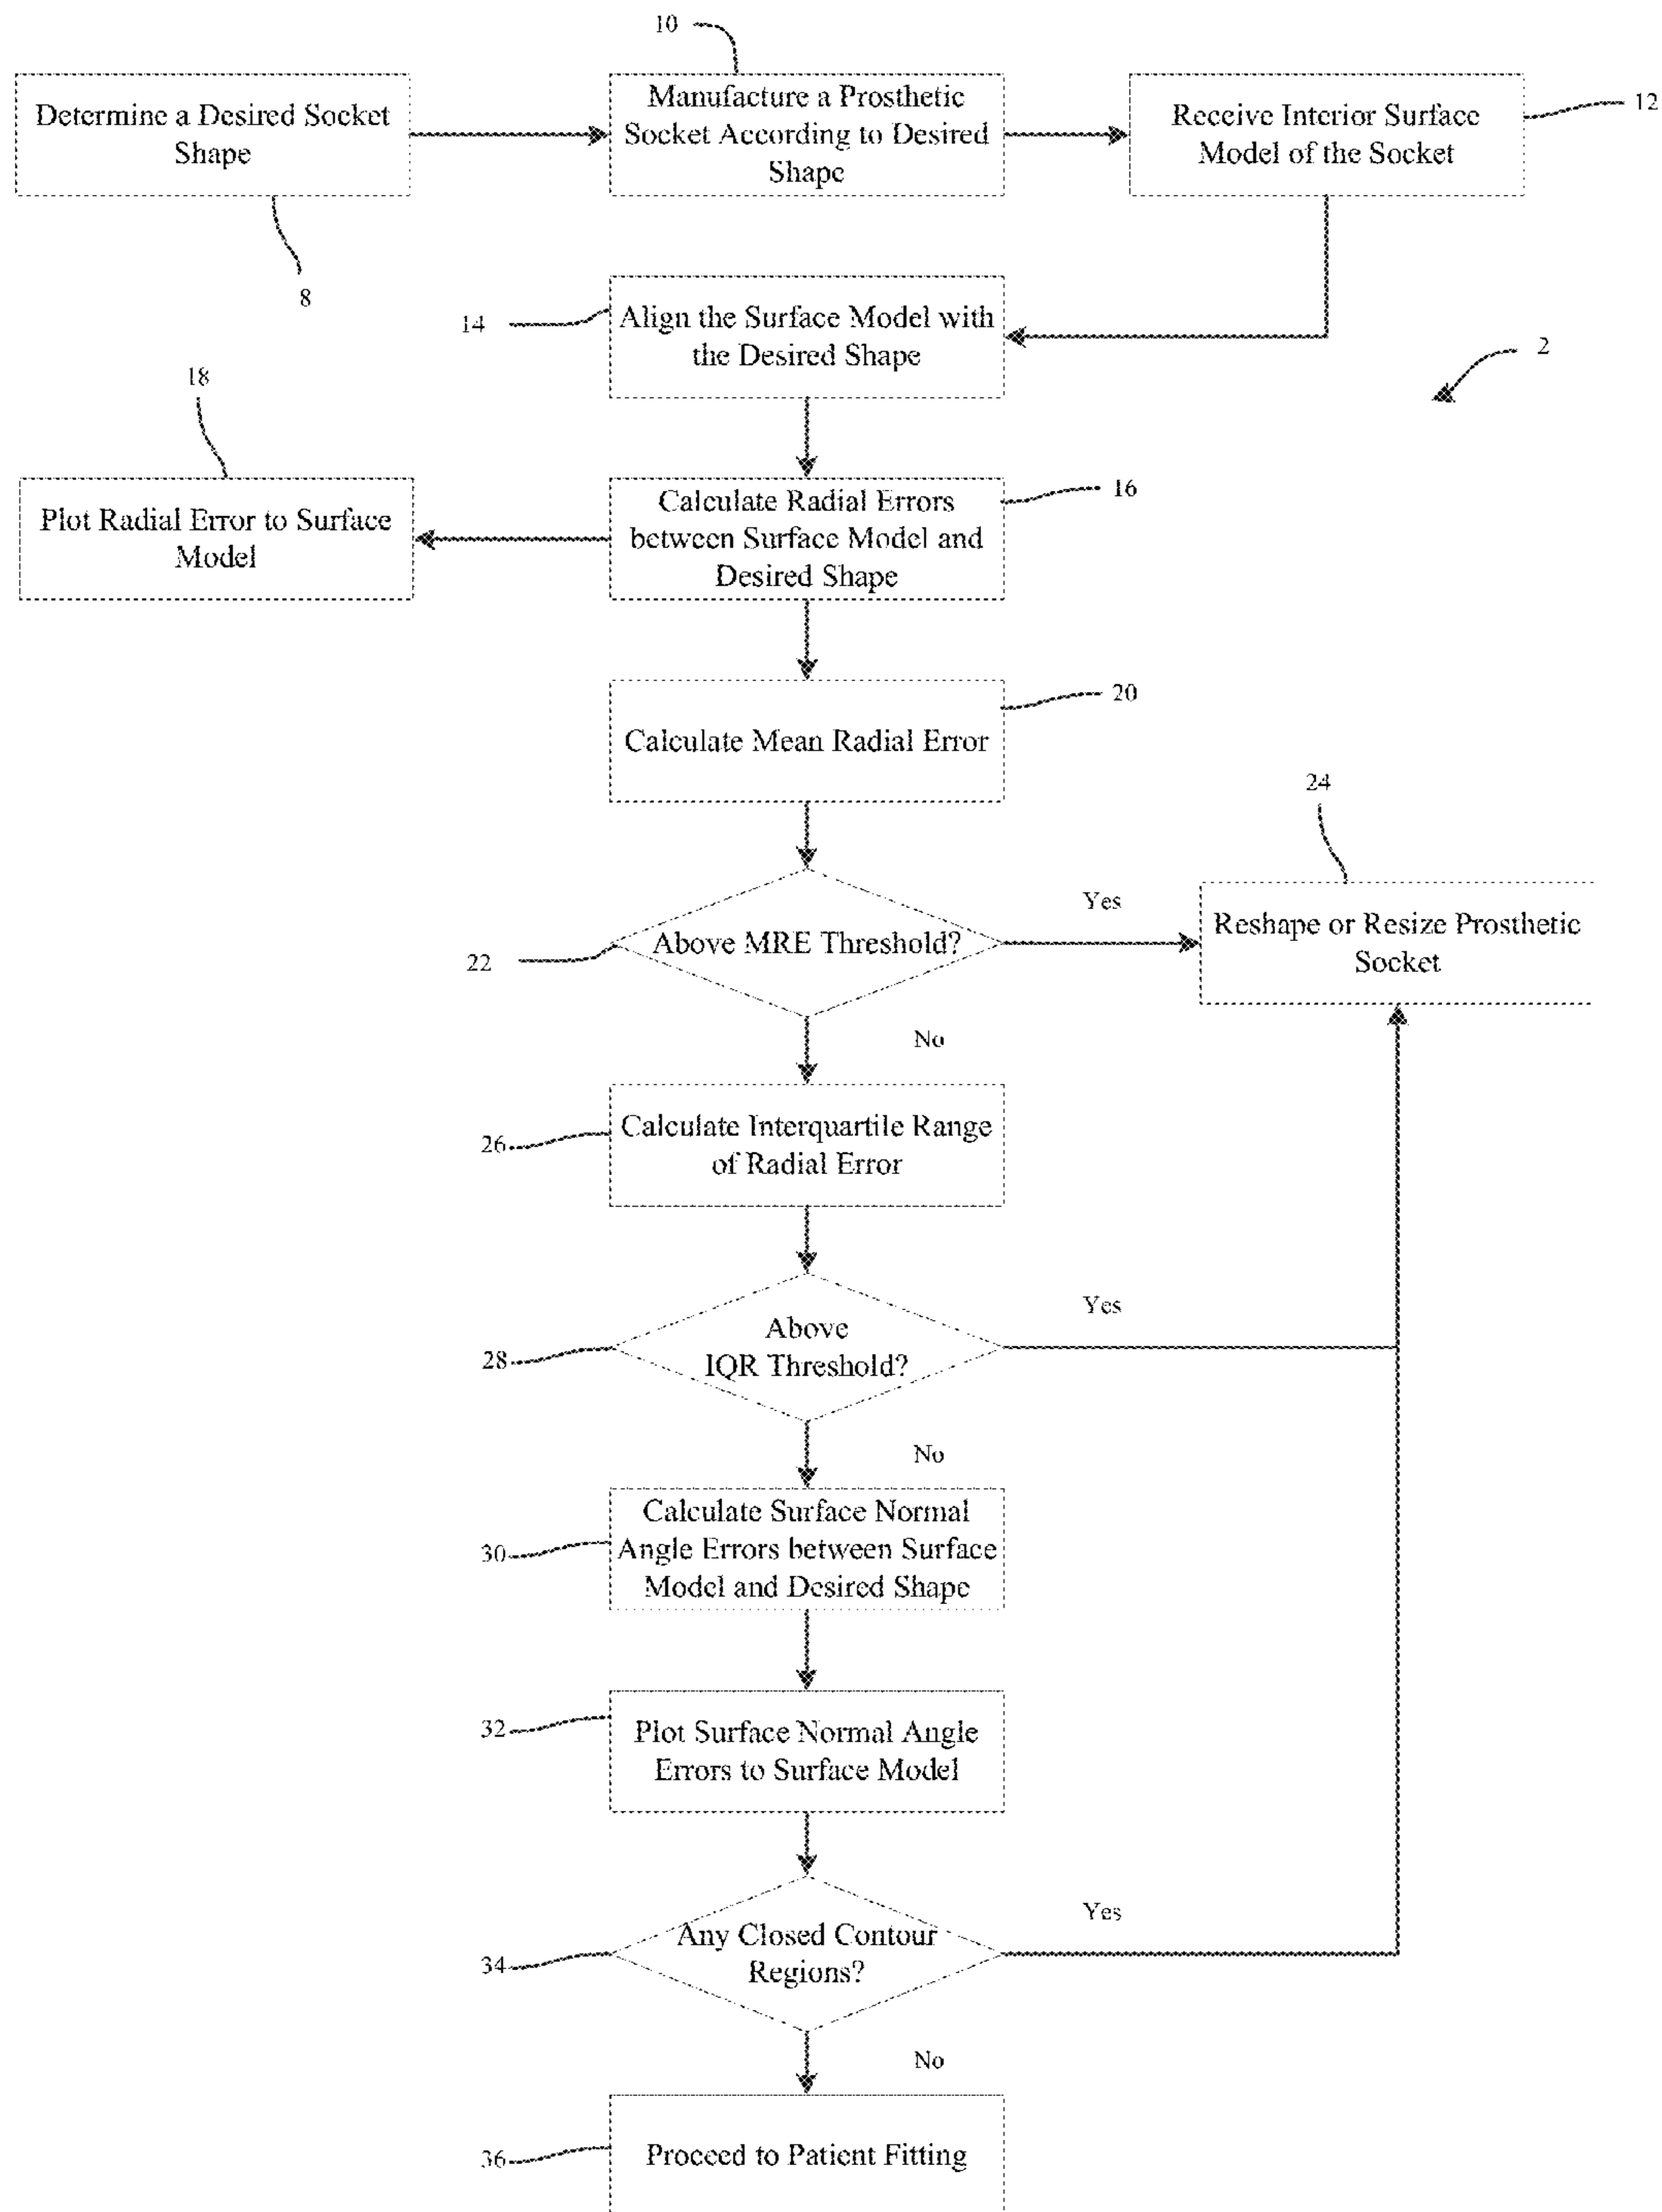 10
Determine a Desired Socket
Shape
Manufacture a Prosthetic
Socket According to Desired
Shape
Receive Interior Surface
Model of the Socket
12
8
14
Align the Surface Model with
the Desired Shape
2
18
Plot Radial Error to Surface
Model
Calculate Radial Errors
between Surface Model and
Desired Shape
16
20
Calculate Mean Radial Error
24
22
Above MRE Threshold?
Yes
Reshape or Resize Prosthetic
Socket
No
26
Calculate Interquartile Range
of Radial Error
28
Above
IQR Threshold?
Yes
No
30
Calculate Surface Normal
Angle Errors between Surface
Model and Desired Shape
32
Plot Surface Normal Angle
Errors to Surface Model
34
Any Closed Contour
Regions?
Yes
No
36
Proceed to Patient Fitting